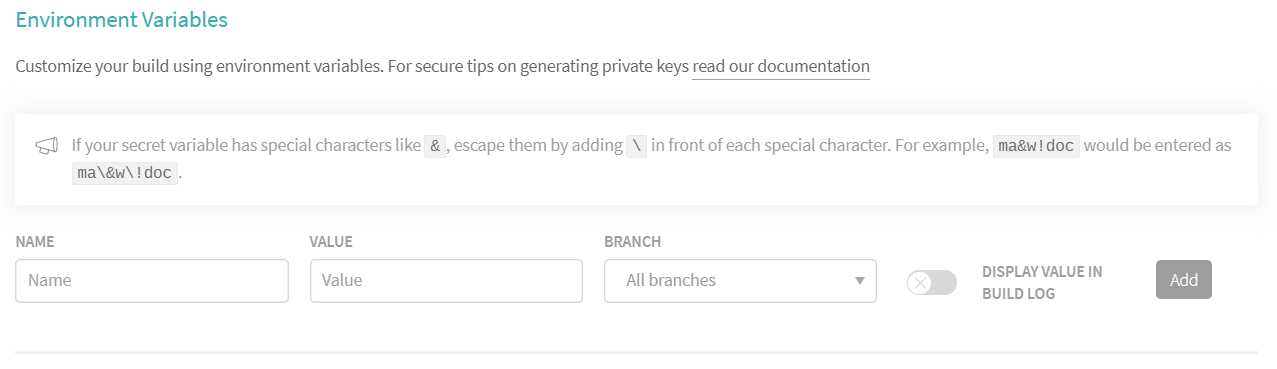 Environment Variables
Customize your build using environment variables. For secure tips on generating private keys read our documentation
If your secret variable has special characters like &, escape them by adding \ in front of each special character. For example, ma&w!doc would be entered as
ma\&w\!doc.
NAME VALUE BRANCH
Name Value All branches DISPLAY VALUE IN
BUILD LOG Add